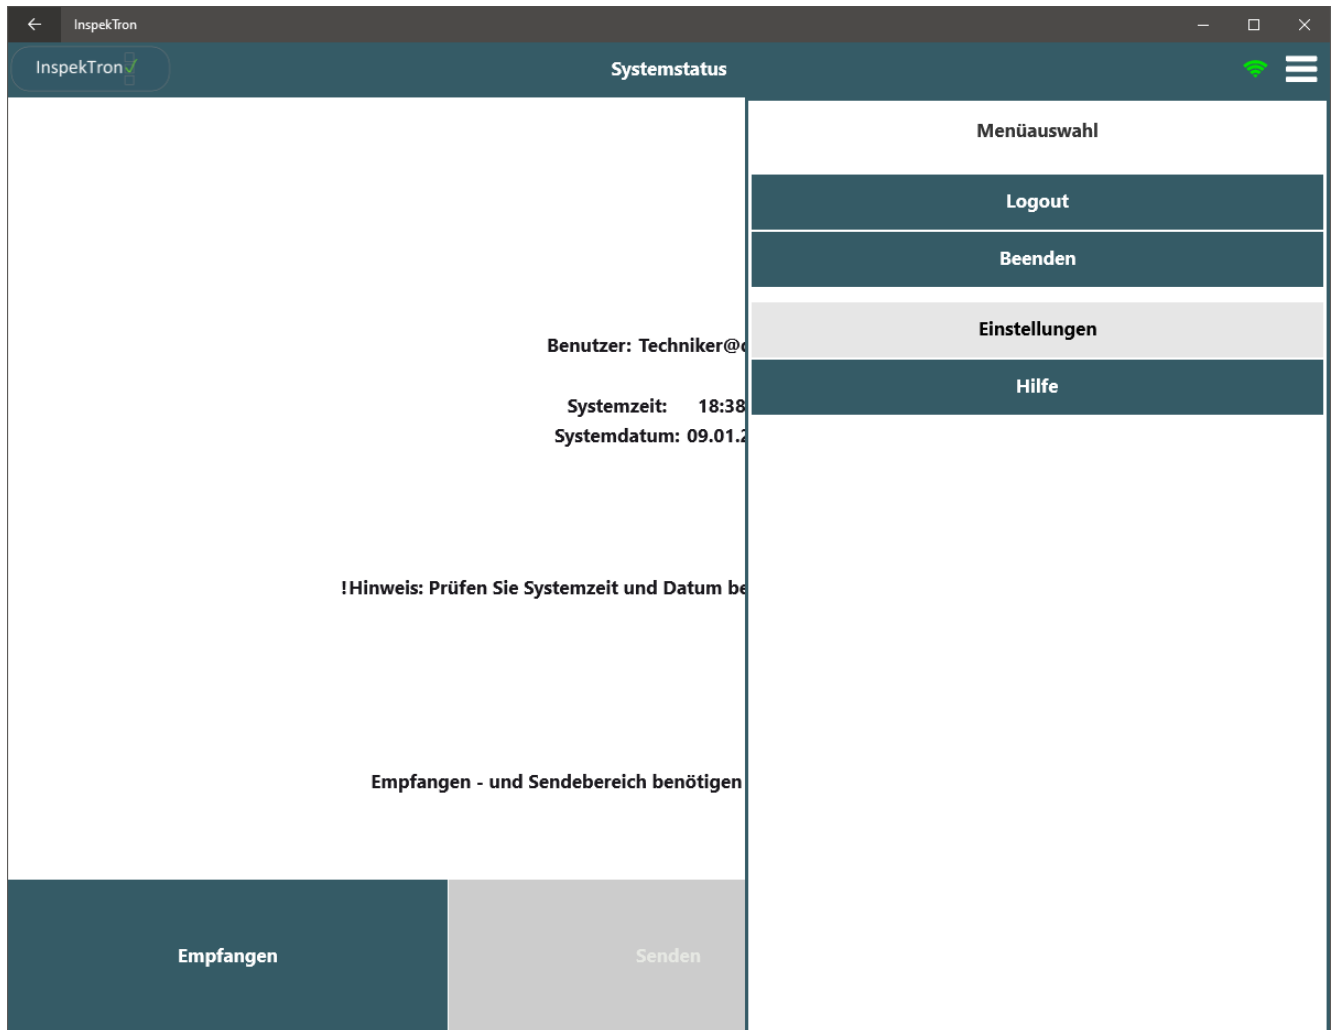 InspekTron
InspekTron
Systemstatus
Menüauswahl
Logout
Beenden
Einstellungen
Hilfe
Benutzer: Techniker@
Systemzeit: 18:38
Systemdatum: 09.01.2
!Hinweis: Prüfen Sie Systemzeit und Datum be
Empfangen - und Sendebereich benötigen
Empfangen
Senden